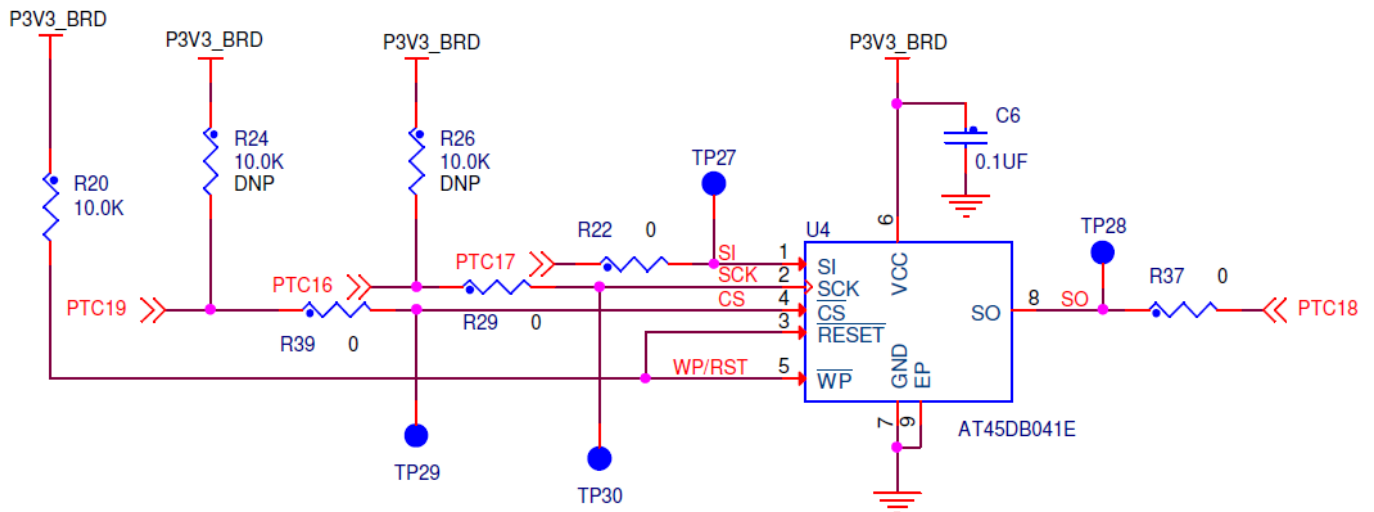 P3V3_BRD
P3V3_BRD
P3V3_BRD
P3V3_BRD
R24
10.0K
DNP
R26
10.0K
DNP
C6
0.1UF
R20
10.0K
TP27
R22 0
U4
6
TP28
PTC17
SI 1
SI
VCC
R37 0
PTC16
SCK 2
SCK
PTC19
CS 4
CS
SO
8 SO
PTC18
R29 0
3
RESET
R39 0
WP/RST 5
WP
GND
EP
7
9
AT45DB041E
TP29
TP30